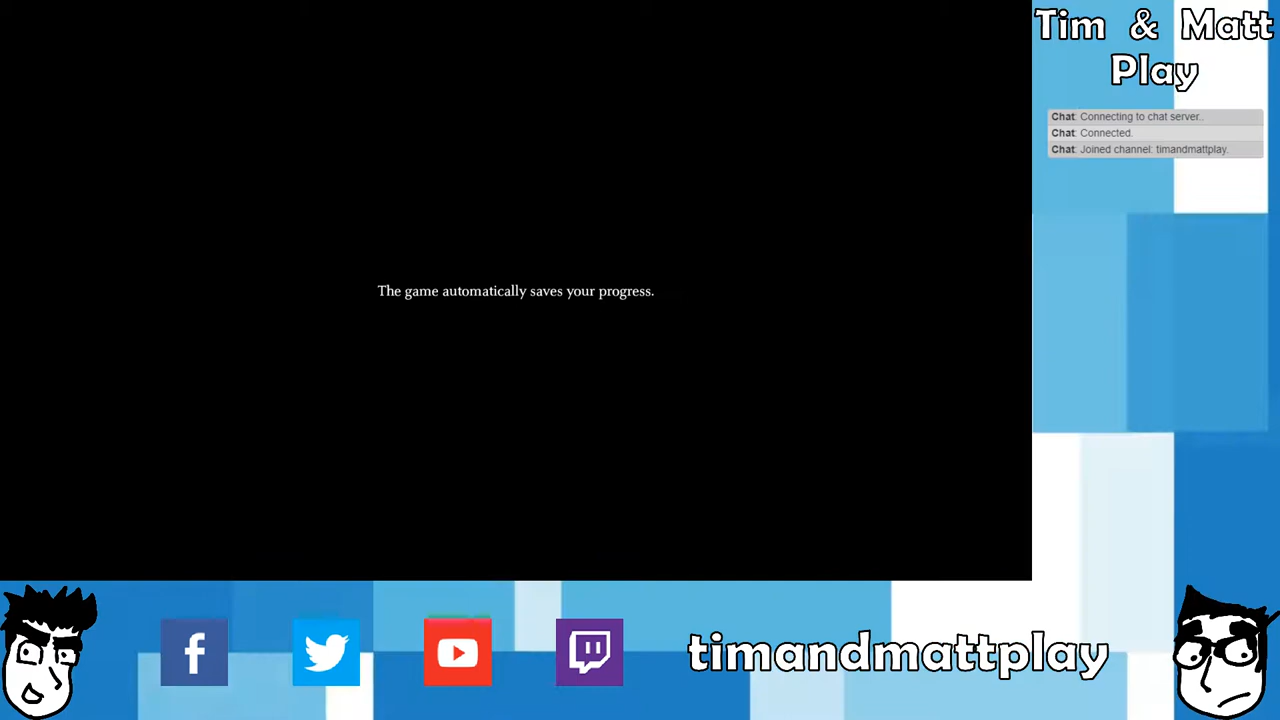 Tim & Matt
Play
Chat: Connecting to chat server..
Chat: Connected.
Chat: Joined channel: timandmattplay.
The game automatically saves your progress.
timandmattplay